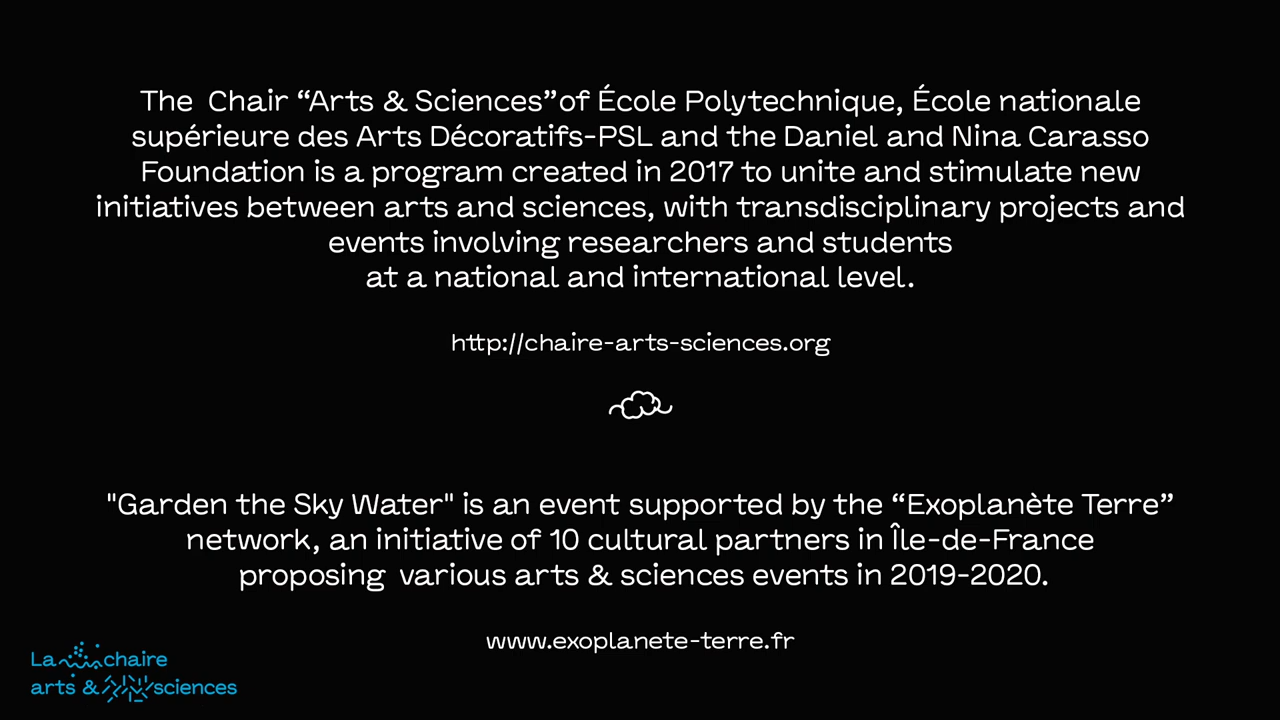 The Chair “Arts & Sciences”of École Polytechnique, École nationale
supérieure des Arts Décoratifs-PSL and the Daniel and Nina Carasso
Foundation is a program created in 2017 to unite and stimulate new
initiatives between arts and sciences, with transdisciplinary projects and
events involving researchers and students
at a national and international level.
http://chaire-arts-sciences.org
"Garden the Sky Water" is an event supported by the “Exoplanète Terre”
network, an initiative of 10 cultural partners in Île-de-France
proposing various arts & sciences events in 2019-2020.
www.exoplanete-terre.fr
La chaire
arts & sciences